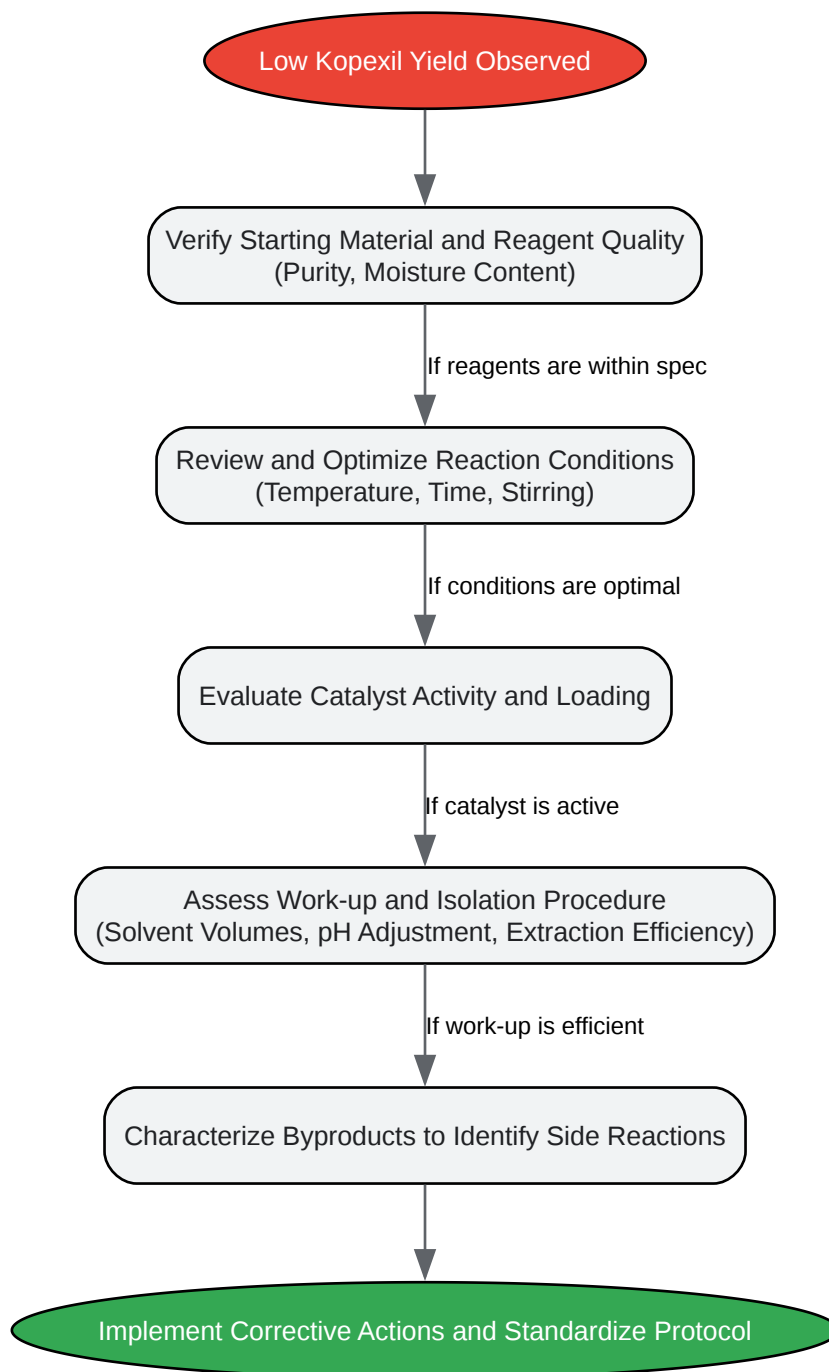 Low Kopexil Yield Observed
Verify Starting Material and Reagent Quality
(Purity, Moisture Content)
If reagents are within spec
Review and Optimize Reaction Conditions
(Temperature, Time, Stirring)
If conditions are optimal
Evaluate Catalyst Activity and Loading
If catalyst is active
Assess Work-up and Isolation Procedure
(Solvent Volumes, pH Adjustment, Extraction Efficiency)
If work-up is efficient
Characterize Byproducts to Identify Side Reactions
Implement Corrective Actions and Standardize Protocol